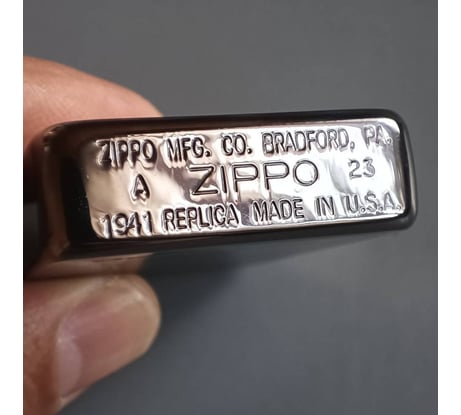 ZIPPO MFG. CO. BRADFORD, PA.
A ZIPPO 23
1941 REPLICA MADE IN U.S.A.